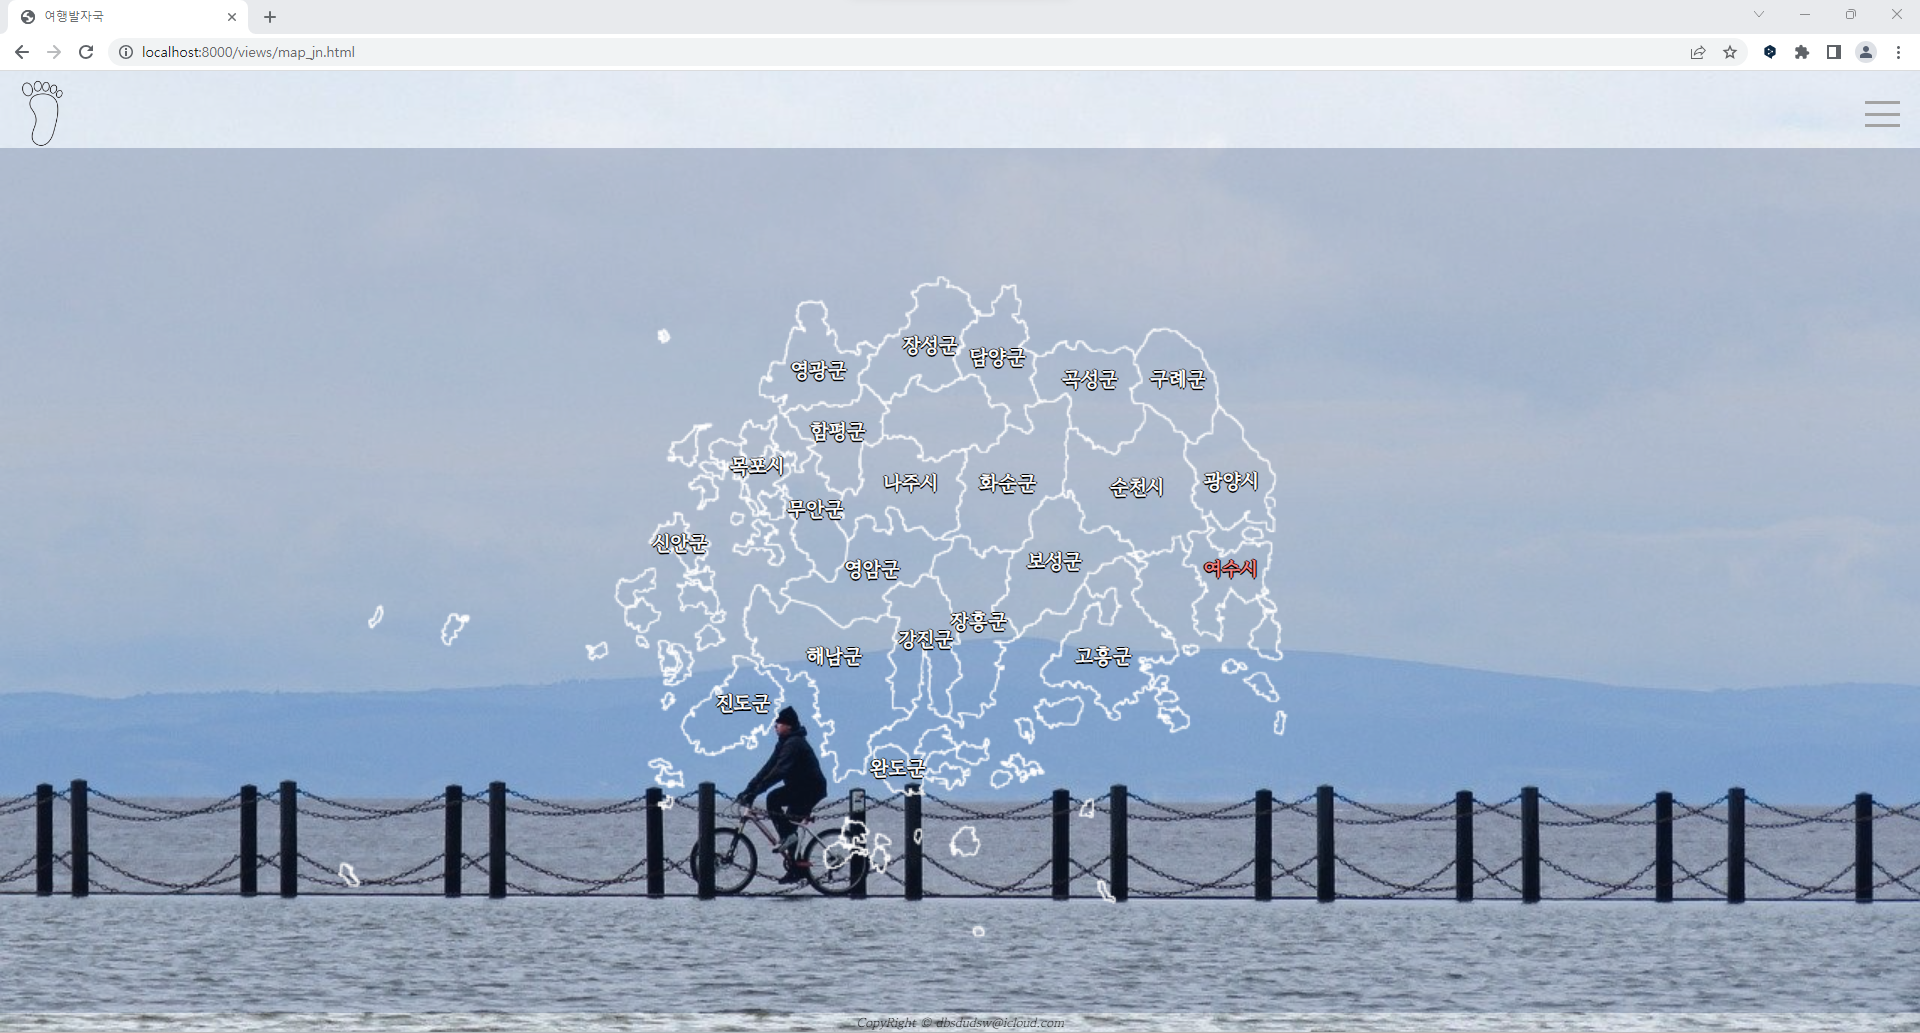 여행발자국
localhost:8000/views/map_jn.html
장성군
담양군
영광군
곡성군
구례군
함평군
목포시
나주시
화순군
순천시
광양시
무안군
신안군
영암군
보성군
여수시
장흥군
강진군
해남군
고흥군
진도군
완도군
CopyRight © dbsdudsw@icloud.com